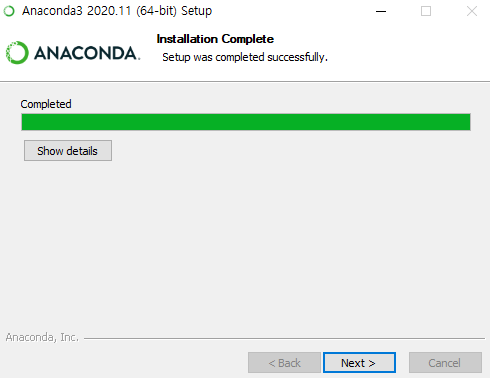 Anaconda3 2020.11 (64-bit) Setup
Installation Complete
ANACONDA.
Setup was completed successfully.
Completed
Show details
Anaconda, Inc.
< Back
Next >
Cancel